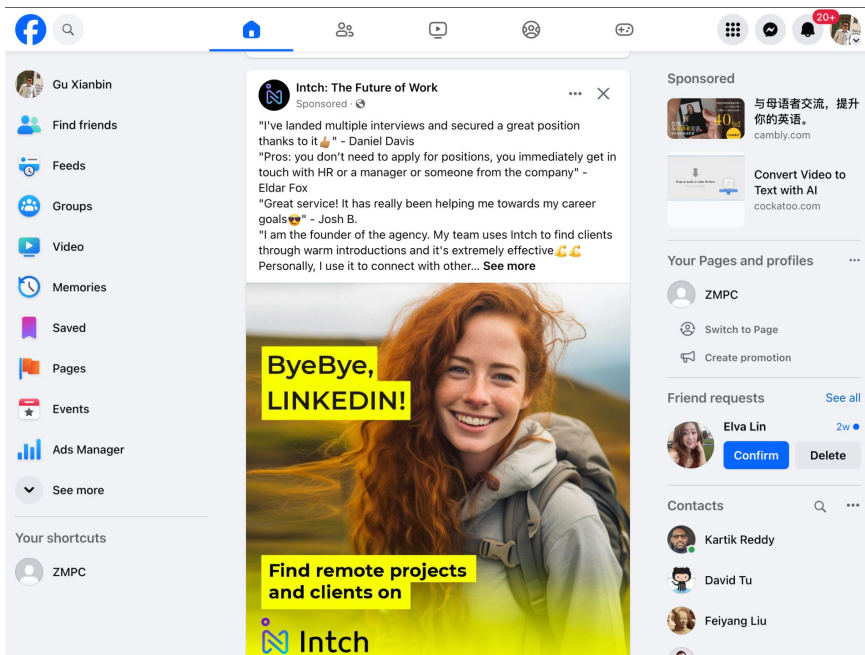 20+
Gu Xianbin
Find friends
Feeds
Groups
Video
Memories
Saved
Pages
Events
Ads Manager
See more
Your shortcuts
ZMPC
Intch: The Future of Work
Sponsored ·
"I've landed multiple interviews and secured a great position
thanks to it👍" - Daniel Davis
"Pros: you don't need to apply for positions, you immediately get in
touch with HR or a manager or someone from the company" -
Eldar Fox
"Great service! It has really been helping me towards my career
goals😎" - Josh B.
"I am the founder of the agency. My team uses Intch to find clients
through warm introductions and it's extremely effective💪💪
Personally, I use it to connect with other... See more
ByeBye,
LINKEDIN!
Find remote projects
and clients on
Intch
Sponsored
40
与母语者交流，提升
你的英语。
cambly.com
Convert Video to
Text with AI
cockatoo.com
Your Pages and profiles
ZMPC
Switch to Page
Create promotion
Friend requests
See all
Elva Lin
2w
Confirm
Delete
Contacts
Kartik Reddy
David Tu
Feiyang Liu